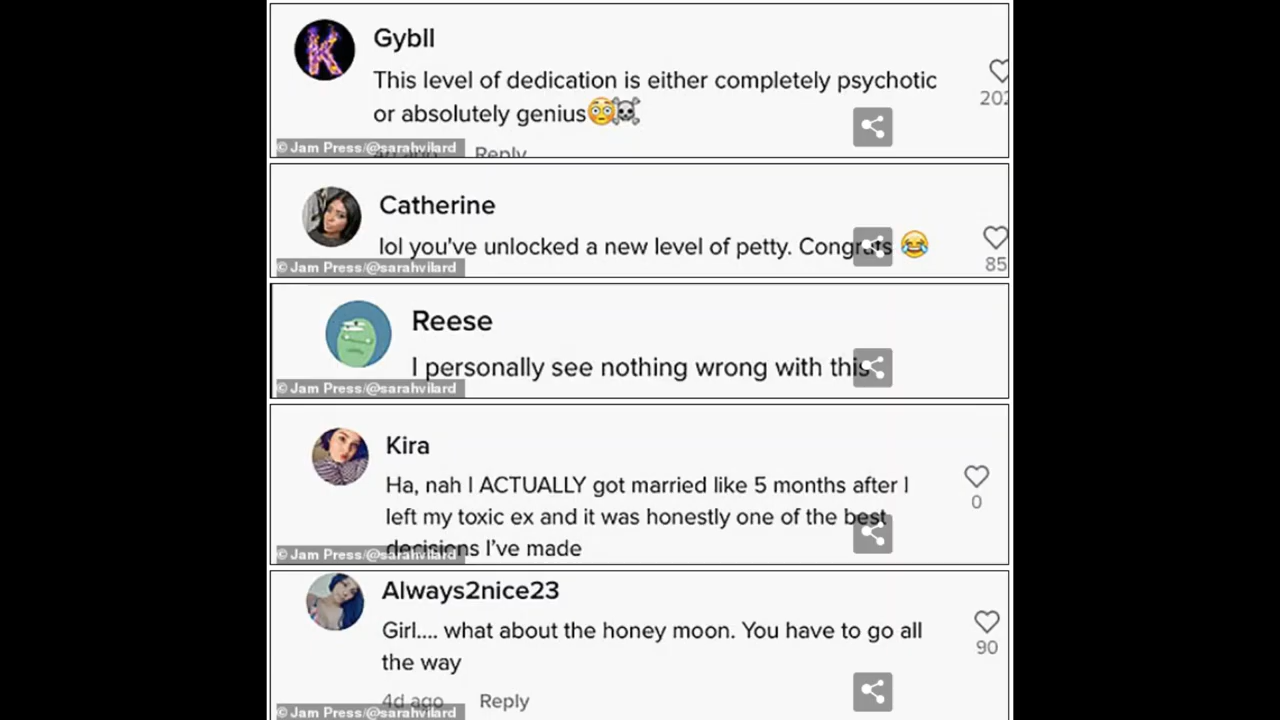 Gybll
This level of dedication is either completely psychotic
or absolutely genius😳☠️
202
© Jam Press/@sarahvilard
4d ago Reply
Catherine
lol you've unlocked a new level of petty. Congrats 😂
85
© Jam Press/@sarahvilard
Reese
I personally see nothing wrong with this
© Jam Press/@sarahvilard
Kira
Ha, nah I ACTUALLY got married like 5 months after I
left my toxic ex and it was honestly one of the best
decisions I've made
0
© Jam Press/@sarahvilard
Always2nice23
Girl.... what about the honey moon. You have to go all
the way
90
4d ago Reply
© Jam Press/@sarahvilard